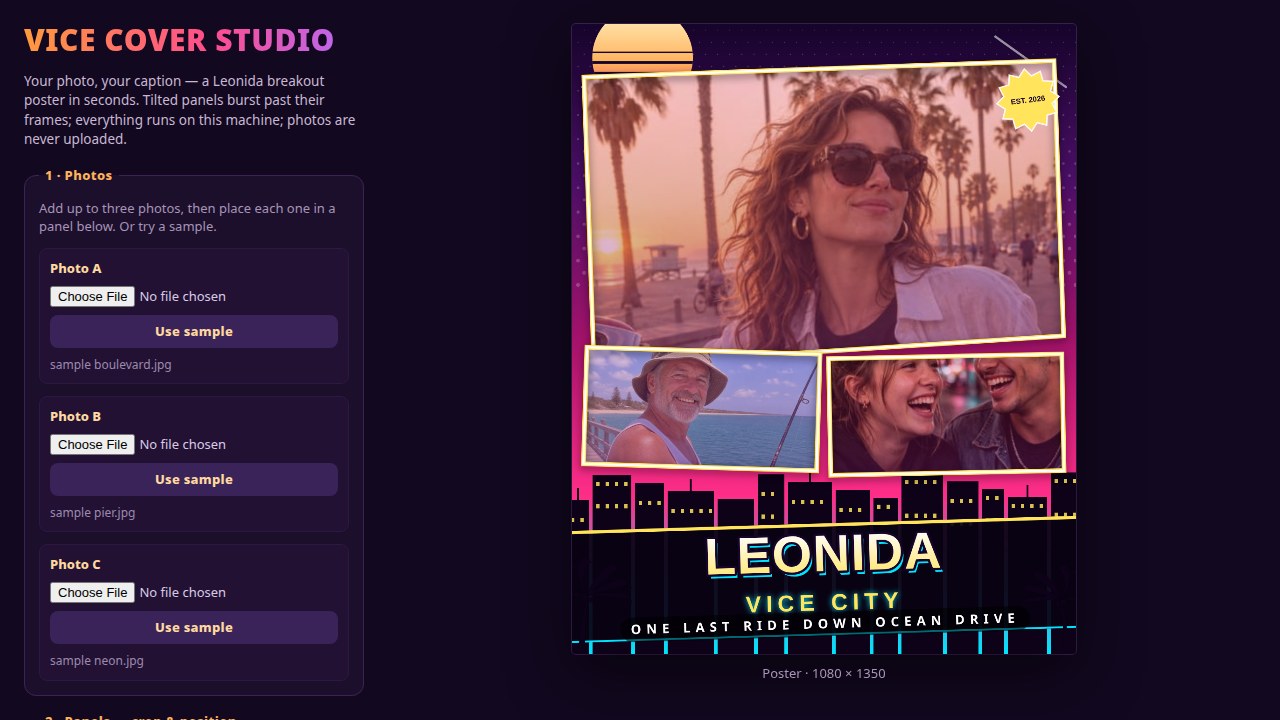 VICE COVER STUDIO
Your photo, your caption — a Leonida breakout
poster in seconds. Tilted panels burst past their
frames; everything runs on this machine; photos are
never uploaded.
1 · Photos
Add up to three photos, then place each one in a
panel below. Or try a sample.
Photo A
Choose File No file chosen
Use sample
sample boulevard.jpg
Photo B
Choose File No file chosen
Use sample
sample pier.jpg
Photo C
Choose File No file chosen
Use sample
sample neon.jpg
2 · Panels — crop & position
EST. 2026
LEONIDA
VICE CITY
ONE LAST RIDE DOWN OCEAN DRIVE
Poster · 1080 × 1350